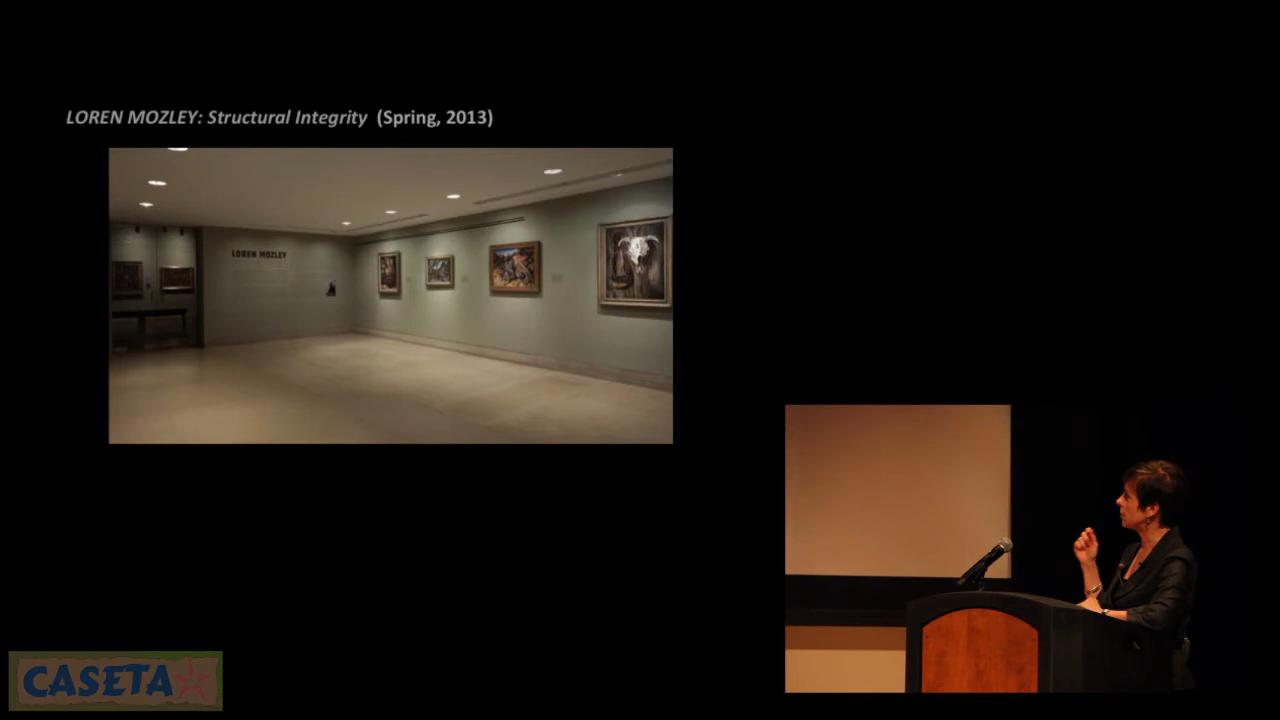 LOREN MOZLEY: Structural Integrity (Spring, 2013)
LOREN MOZLEY
CASETA